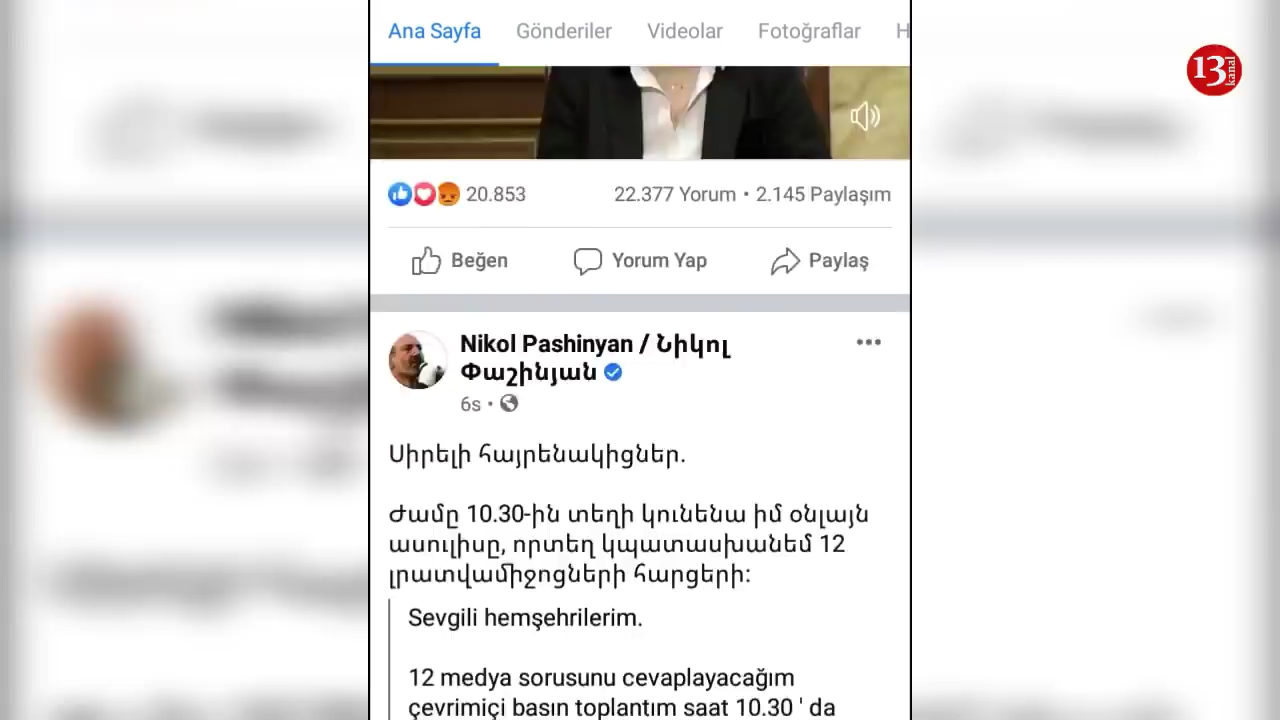 Ana Sayfa Gönderiler Videolar Fotoğraflar H
13 kanal
20.853 22.377 Yorum • 2.145 Paylaşım
Beğen Yorum Yap Paylaş
Nikol Pashinyan / Նիկոլ
Փաշինյան
6s •
Սիրելի հայրենակիցներ.
Ժամը 10.30-ին տեղի կունենա իմ օնլայն
ասուլիսը, որտեղ կպատասխանեմ 12
լրատվամիջոցների հարցերի:
Sevgili hemşehrilerim.
12 medya sorusunu cevaplayacağım
çevrimiçi basın toplantım saat 10.30 ' da